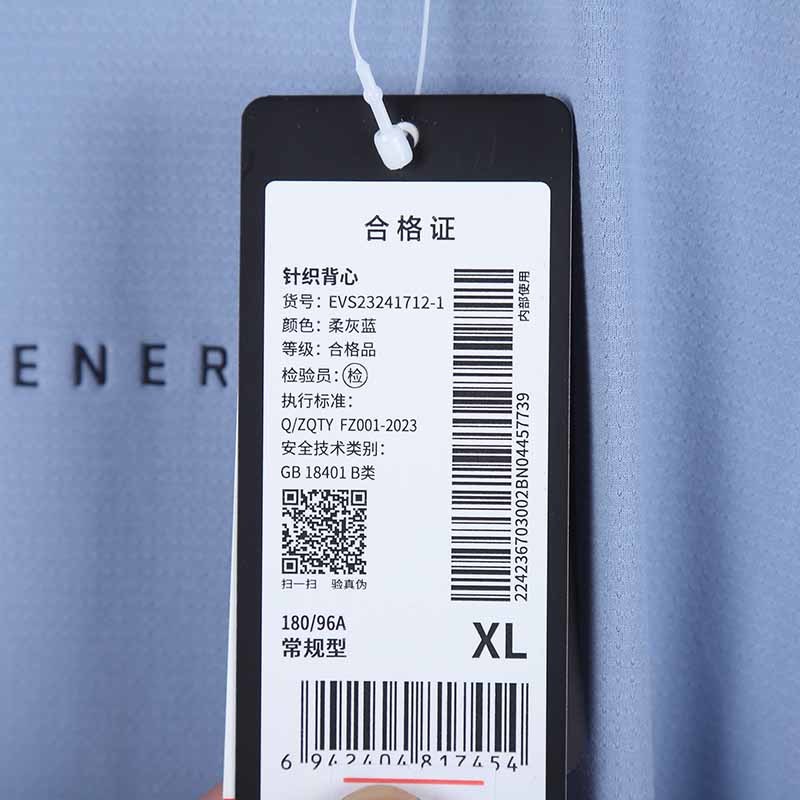 合格证
针织背心
货号: EVS23241712-1
颜色: 柔灰蓝
等级: 合格品
检验员: 检
执行标准:
Q/ZQTY FZ001-2023
安全技术类别:
GB 18401 B类
扫一扫 验真伪
内部使用
224236703002BN04457739
180/96A
常规型
XL
6 942404 817454
ENER